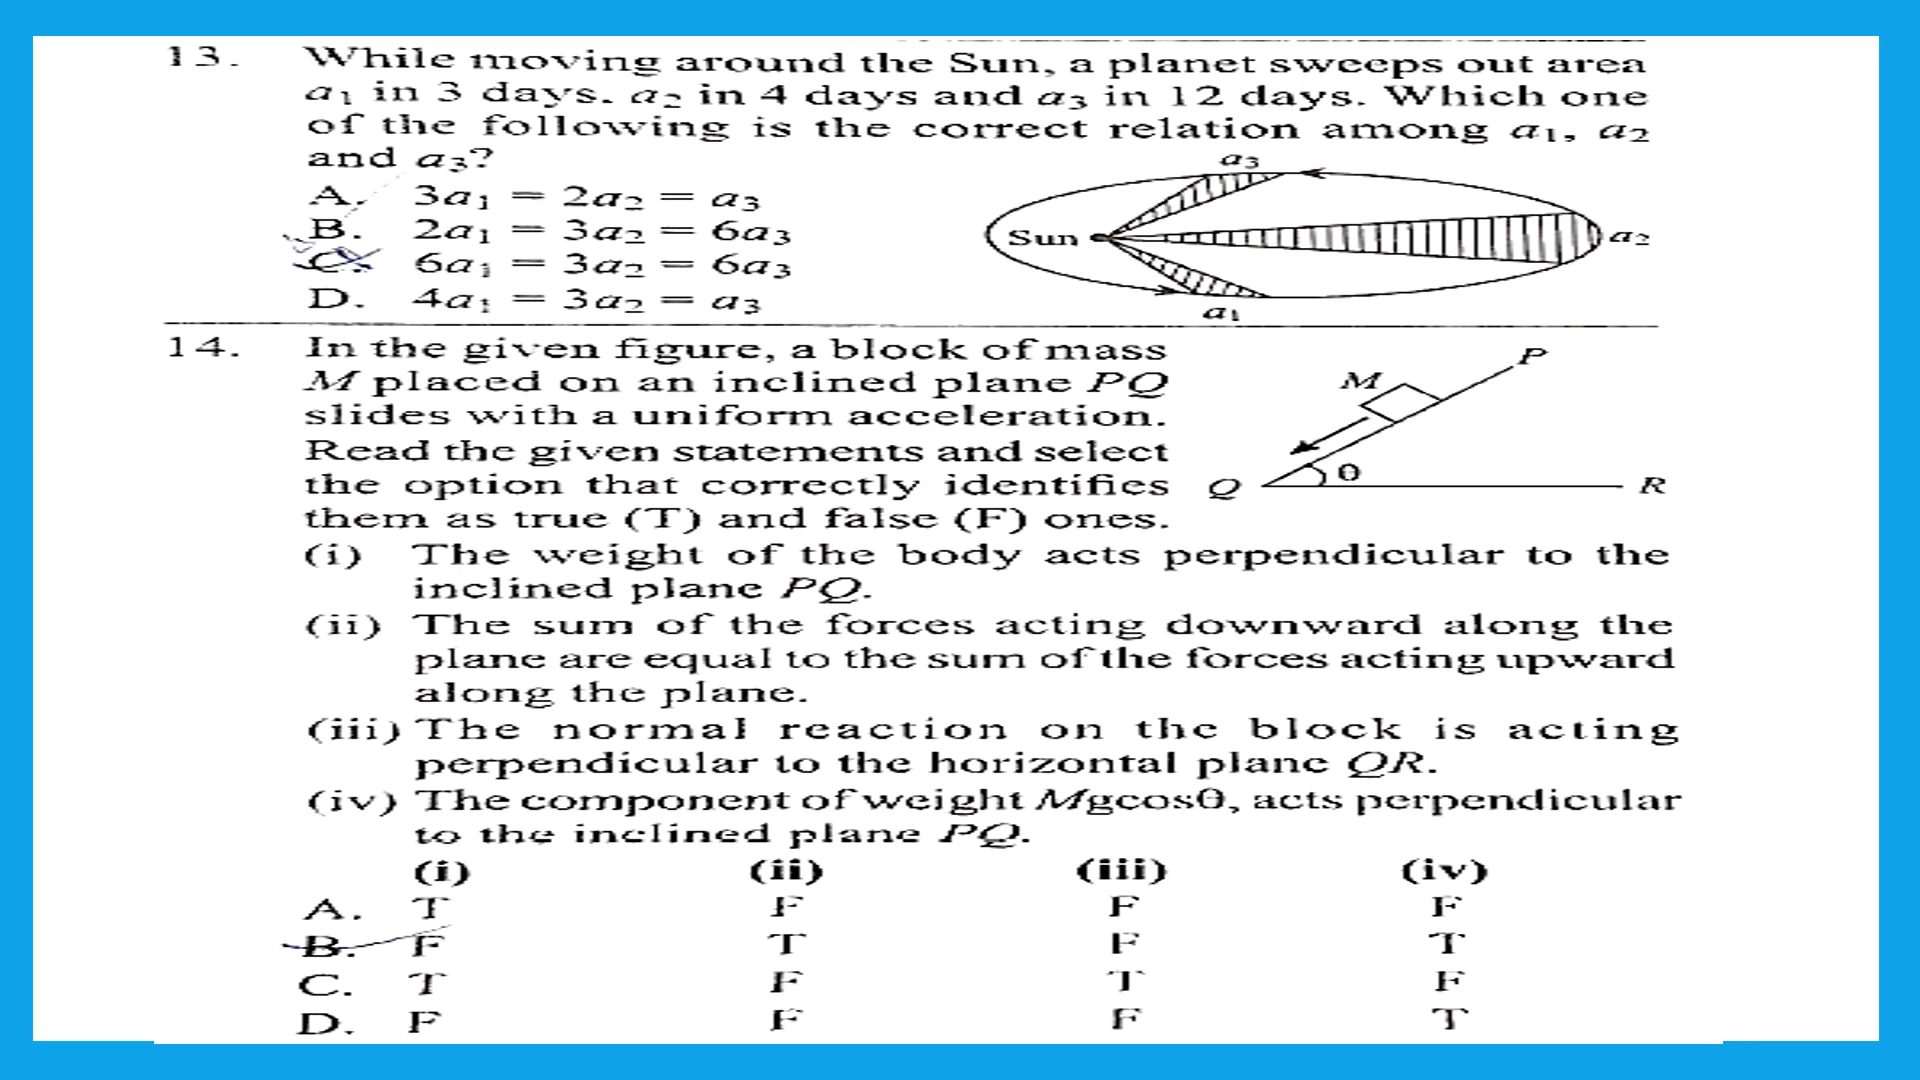 13. While moving around the Sun, a planet sweeps out area
a₁ in 3 days. a₂ in 4 days and a₃ in 12 days. Which one
of the following is the correct relation among a₁, a₂
and a₃?
A. 3a₁ = 2a₂ = a₃
B. 2a₁ = 3a₂ = 6a₃
C. 6a₁ = 3a₂ = 6a₃
D. 4a₁ = 3a₂ = a₃
a₃
Sun
a₂
a₁
14. In the given figure, a block of mass
M placed on an inclined plane PQ
slides with a uniform acceleration.
Read the given statements and select
the option that correctly identifies
them as true (T) and false (F) ones.
P
M
θ
Q
R
(i) The weight of the body acts perpendicular to the
inclined plane PQ.
(ii) The sum of the forces acting downward along the
plane are equal to the sum of the forces acting upward
along the plane.
(iii) The normal reaction on the block is acting
perpendicular to the horizontal plane QR.
(iv) The component of weight Mgcosθ, acts perpendicular
to the inclined plane PQ.
(i) (ii) (iii) (iv)
A. T F F F
B. F T F T
C. T F T F
D. F F F T